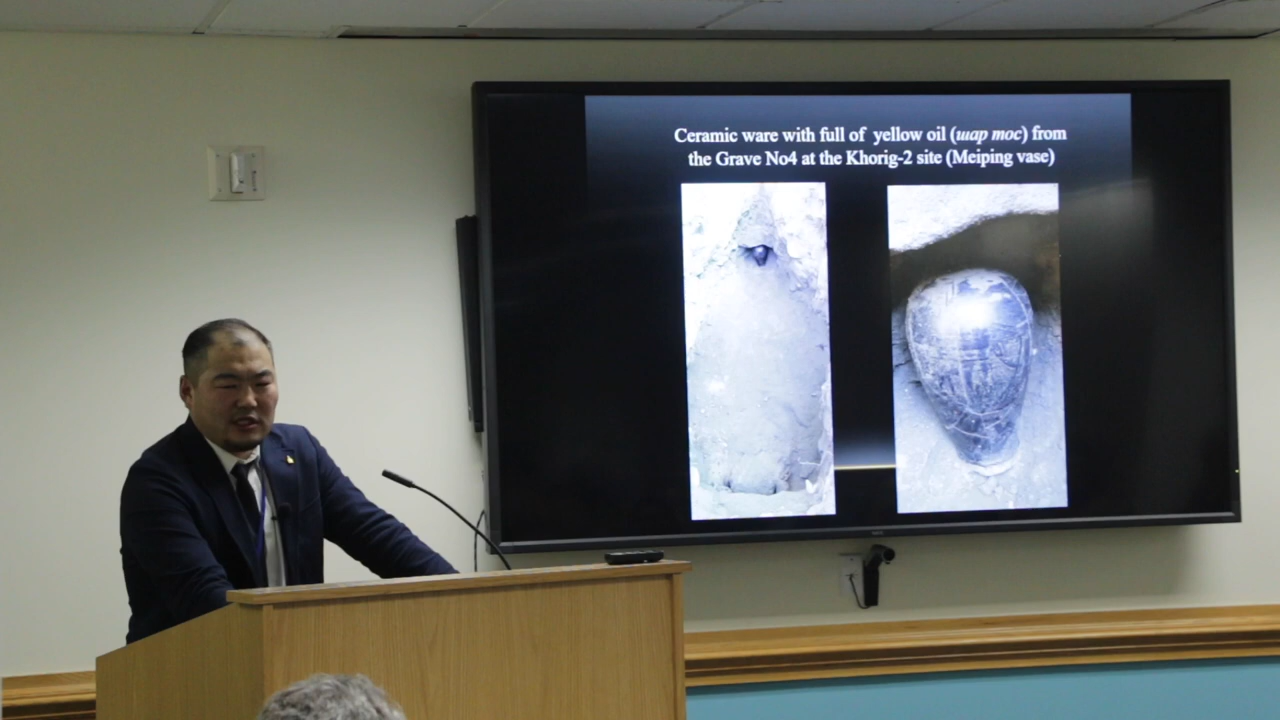 Ceramic ware with full of yellow oil (шар тос) from
the Grave No4 at the Khorig-2 site (Meiping vase)